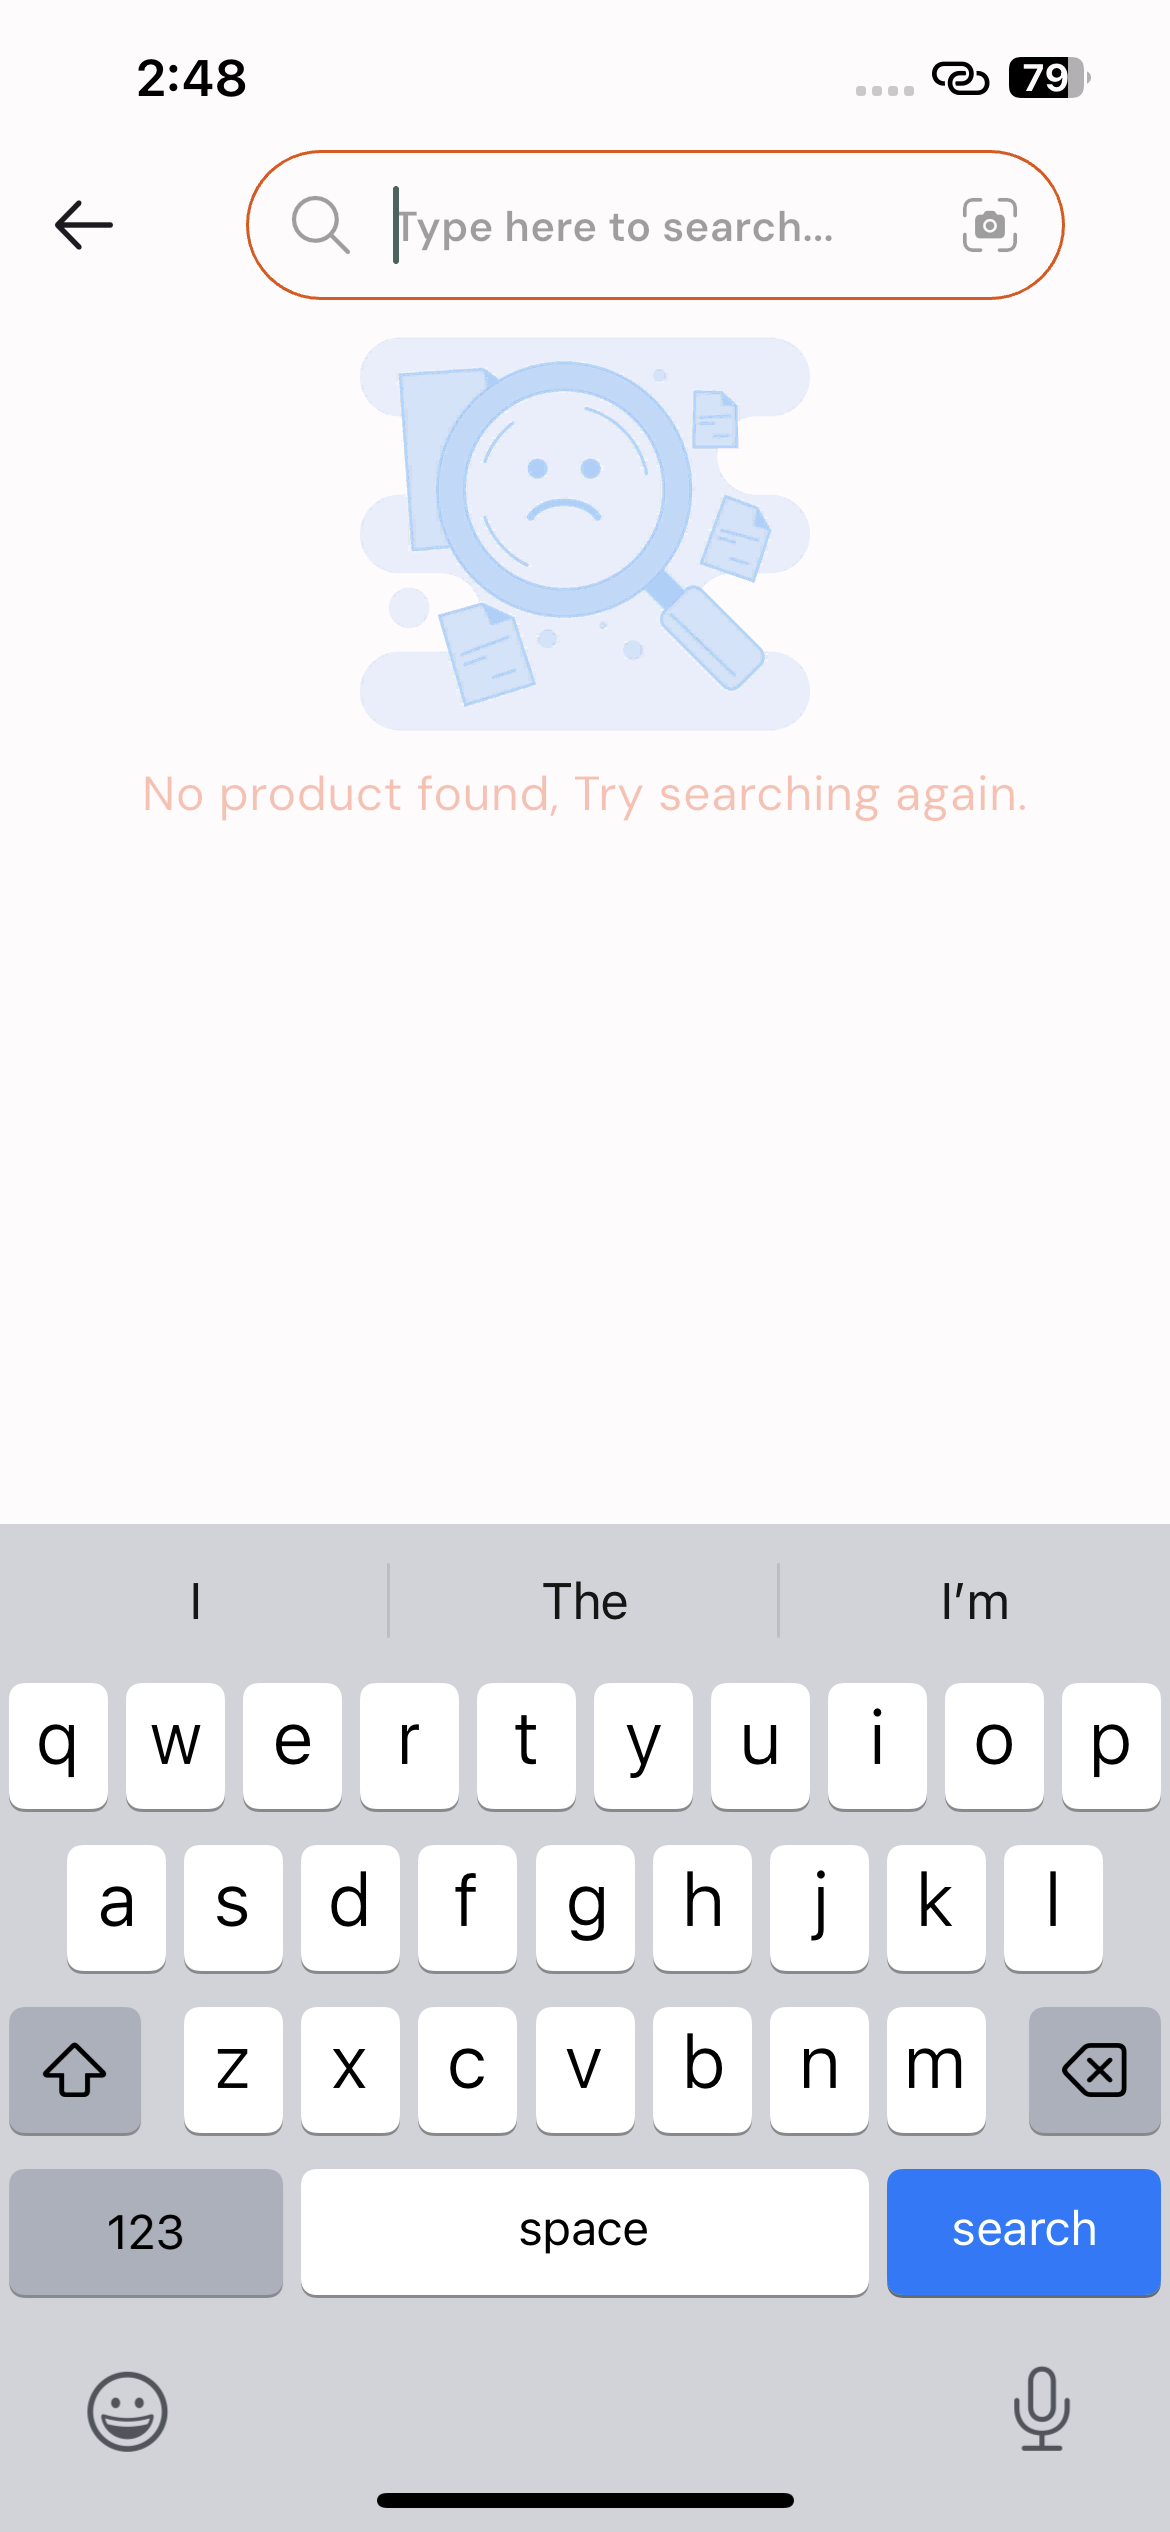 2:48
79
Type here to search...
No product found, Try searching again.
I The I'm
q w e r t y u i o p
a s d f g h j k l
z x c v b n m
123 space search